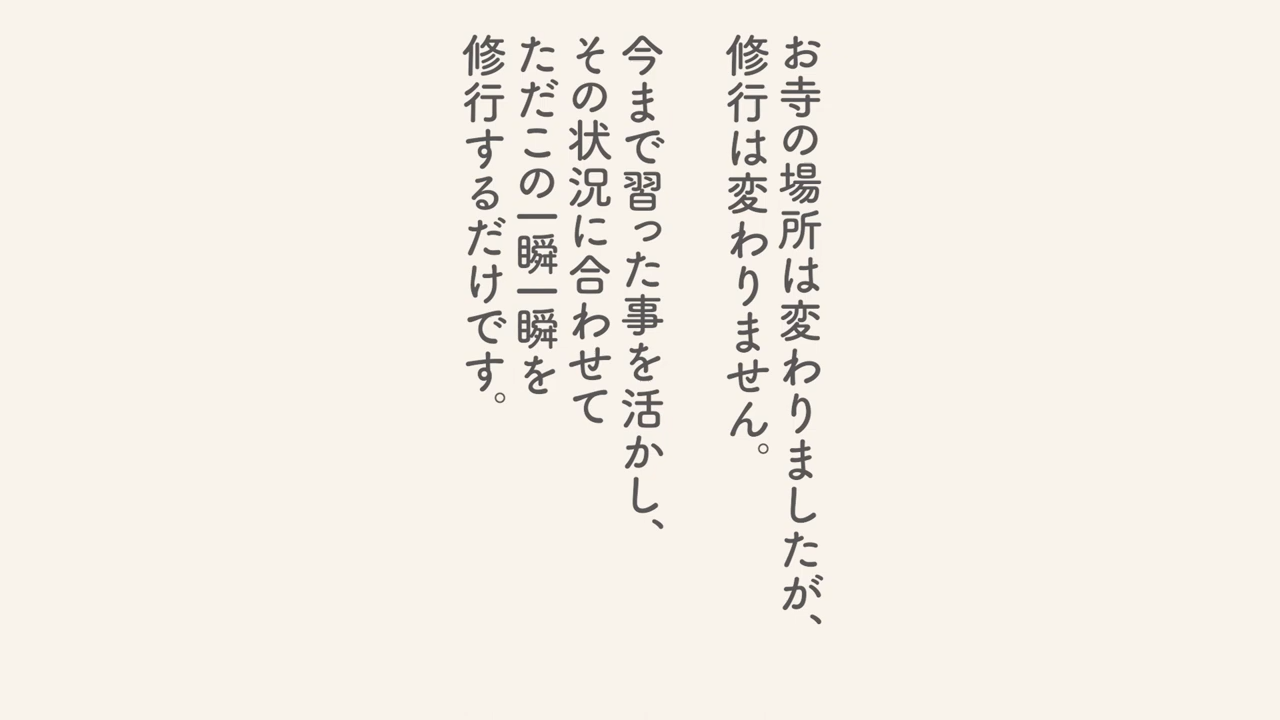 お寺の場所は変わりましたが、
修行は変わりません。
今まで習った事を活かし、
その状況に合わせて
ただこの一瞬一瞬を
修行するだけです。